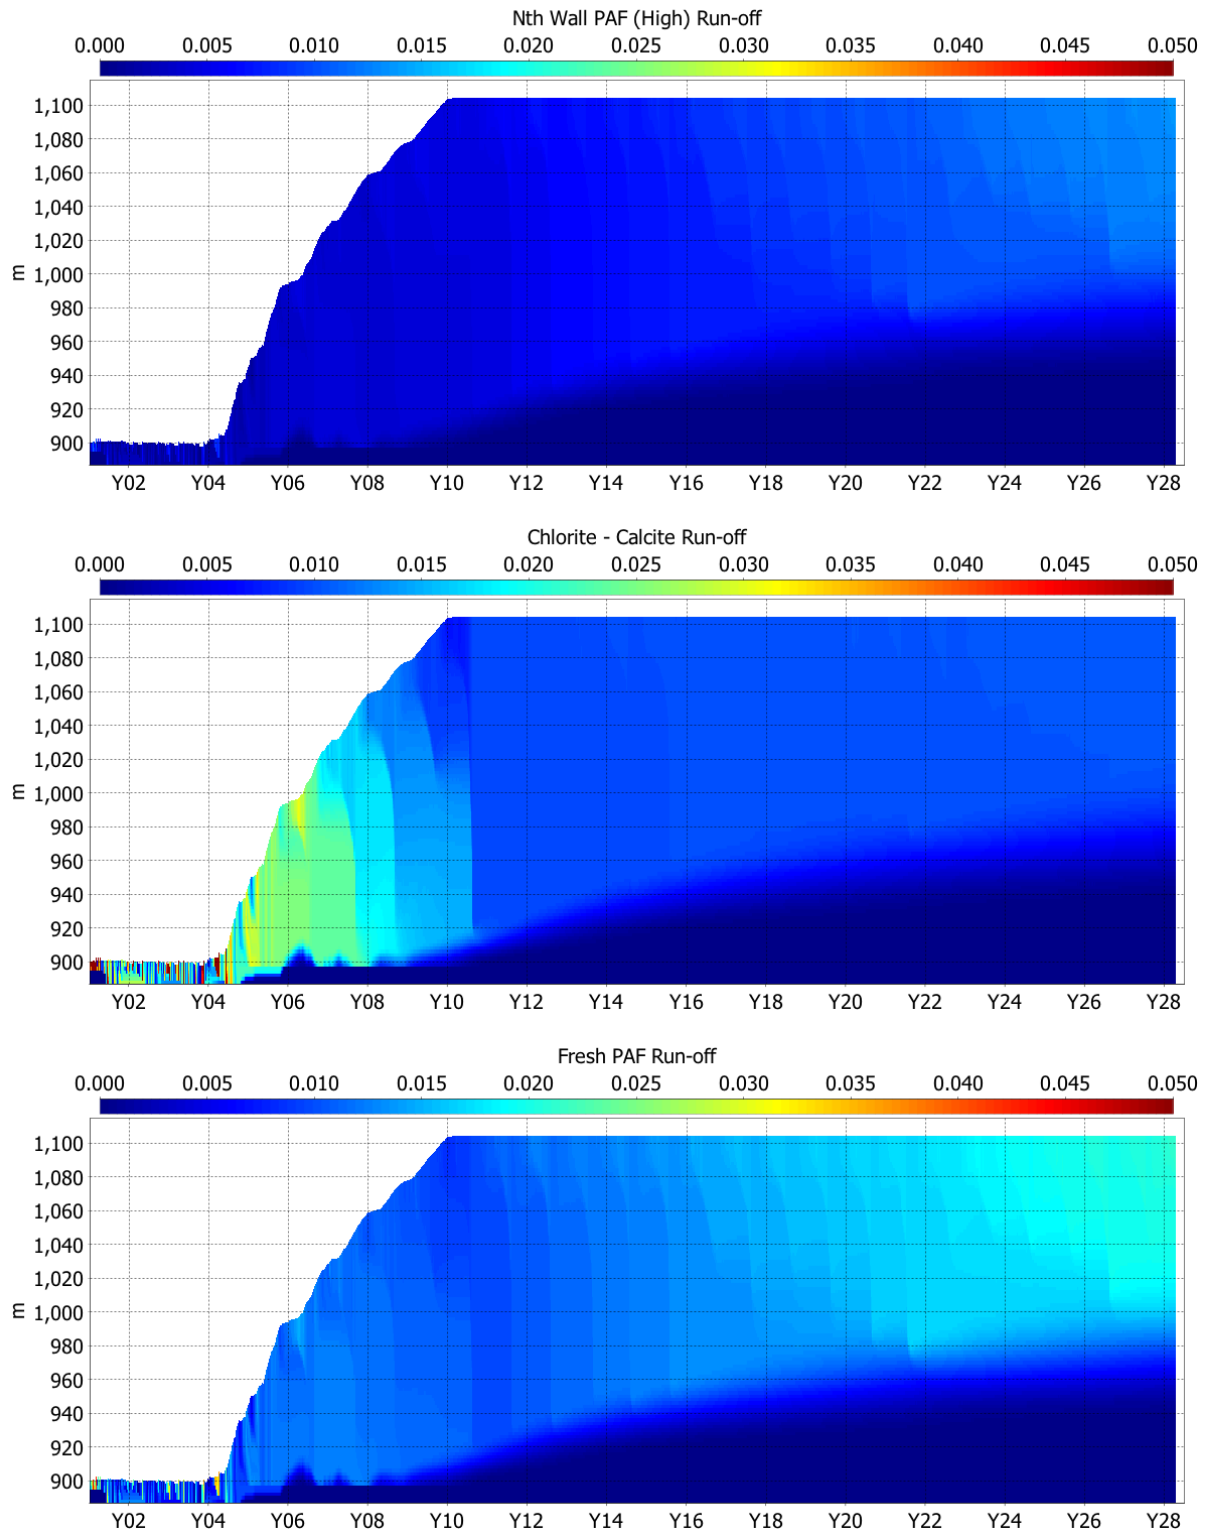 Nth Wall PAF (High) Run-off
0.000 0.005 0.010 0.015 0.020 0.025 0.030 0.035 0.040 0.045 0.050
1,100
1,080
1,060
1,040
1,020
1,000
980
960
940
920
900
m
Y02 Y04 Y06 Y08 Y10 Y12 Y14 Y16 Y18 Y20 Y22 Y24 Y26 Y28
Chlorite - Calcite Run-off
0.000 0.005 0.010 0.015 0.020 0.025 0.030 0.035 0.040 0.045 0.050
1,100
1,080
1,060
1,040
1,020
1,000
980
960
940
920
900
m
Y02 Y04 Y06 Y08 Y10 Y12 Y14 Y16 Y18 Y20 Y22 Y24 Y26 Y28
Fresh PAF Run-off
0.000 0.005 0.010 0.015 0.020 0.025 0.030 0.035 0.040 0.045 0.050
1,100
1,080
1,060
1,040
1,020
1,000
980
960
940
920
900
m
Y02 Y04 Y06 Y08 Y10 Y12 Y14 Y16 Y18 Y20 Y22 Y24 Y26 Y28